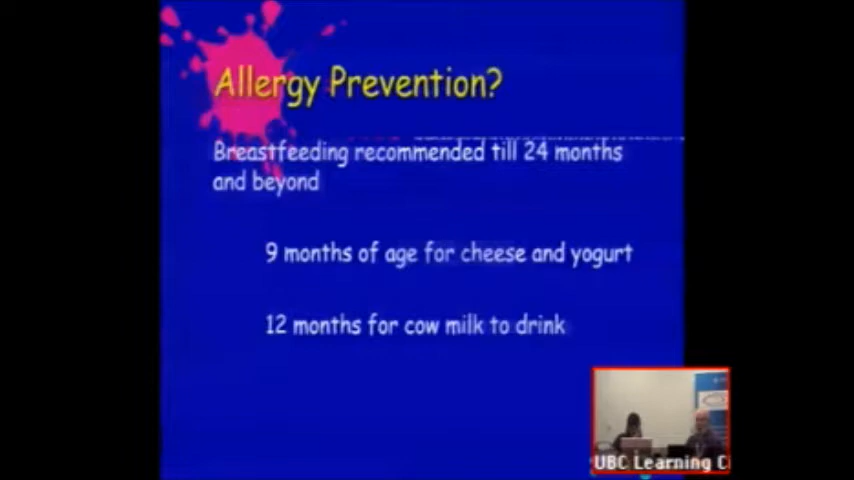 Allergy Prevention?
Breastfeeding recommended till 24 months
and beyond
9 months of age for cheese and yogurt
12 months for cow milk to drink
UBC Learning Ci